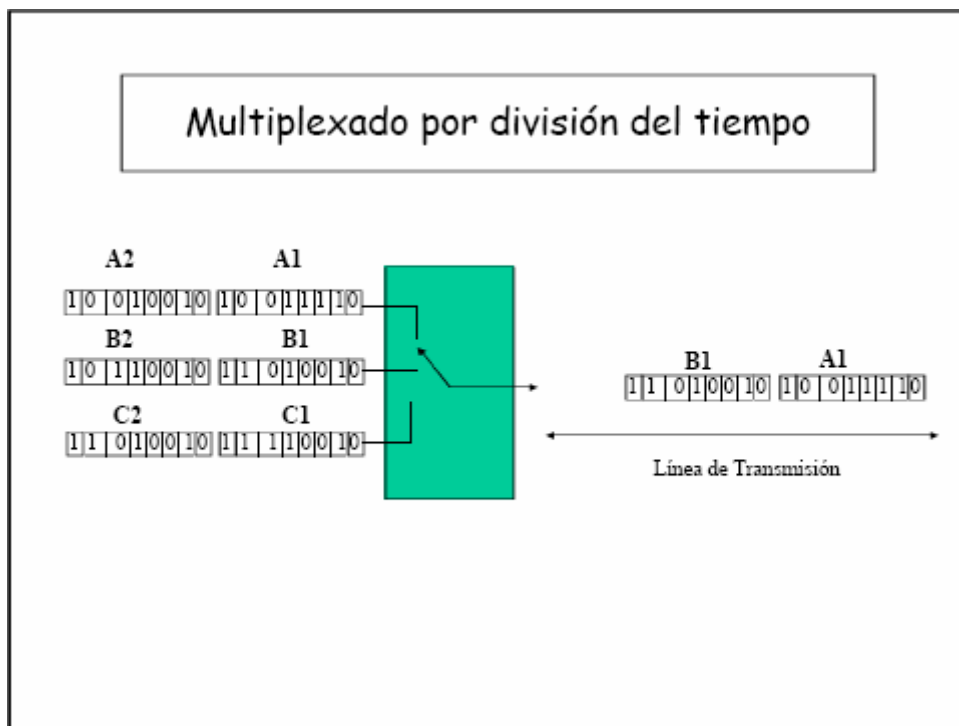 Multiplexado por división del tiempo
A2 A1
1 0 0 1 0 0 1 0 1 0 0 1 1 1 1 0
B2 B1
1 0 1 1 0 0 1 0 1 1 0 1 0 0 1 0
B1 A1
1 1 0 1 0 0 1 0 1 0 0 1 1 1 1 0
C2 C1
1 1 0 1 0 0 1 0 1 1 1 1 0 0 1 0
Línea de Transmisión